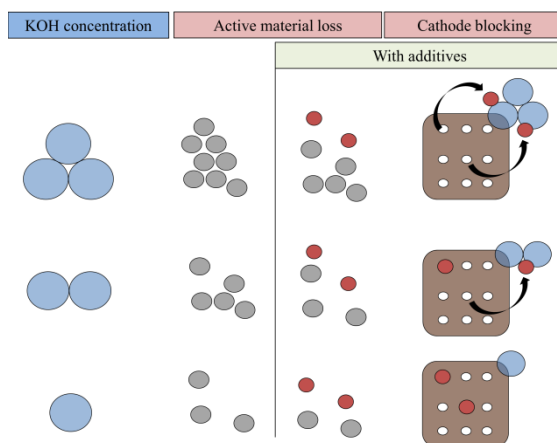 KOH concentration
Active material loss
Cathode blocking
With additives